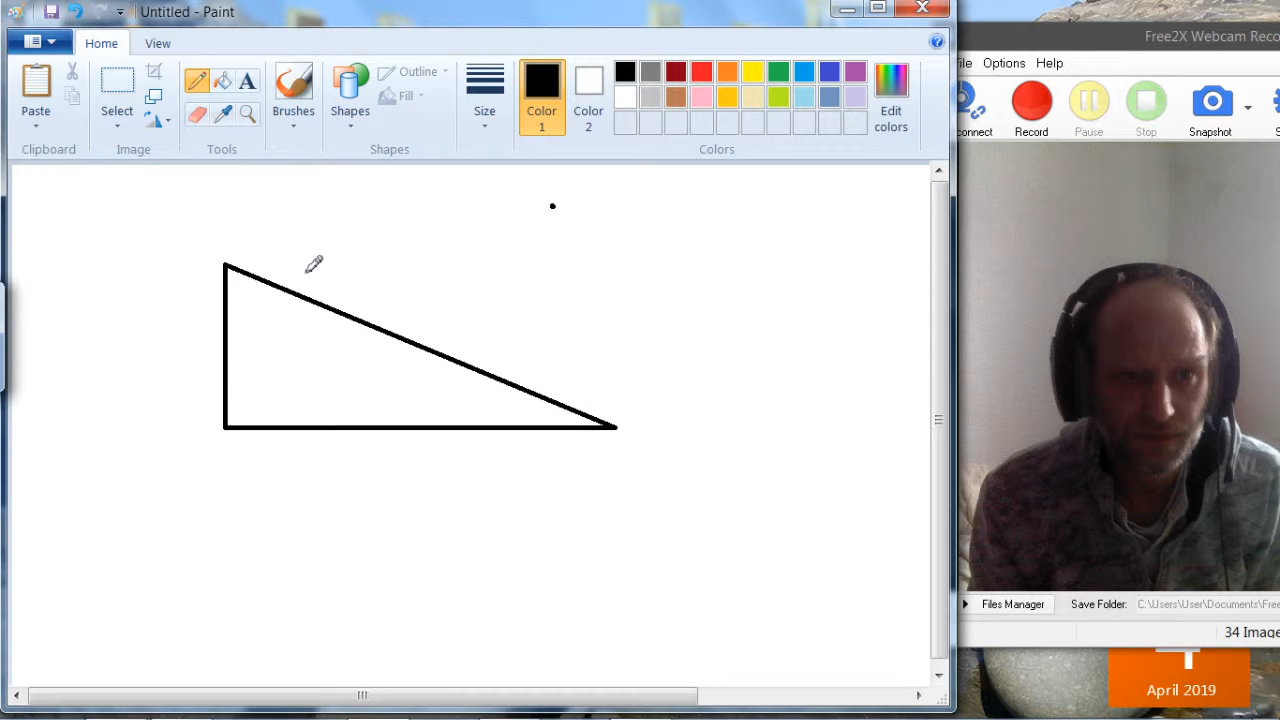 Untitled - Paint
Free2X Webcam Reco
Home View
ile Options Help
Paste
Select
Brushes
Shapes
Outline
Fill
Size
Color
1
Color
2
Edit
colors
Clipboard
Image
Tools
Shapes
Colors
onnect Record Pause Stop Snapshot S
Files Manager Save Folder: C:\Users\User\Documents\Free
34 Imag
4
April 2019